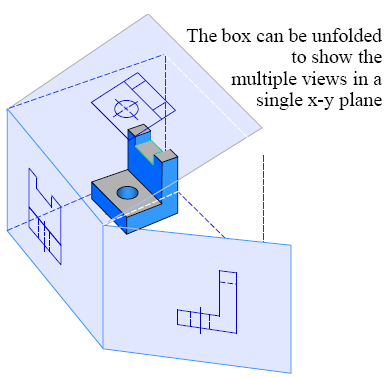 The box can be unfolded
to show the
multiple views in a
single x-y plane